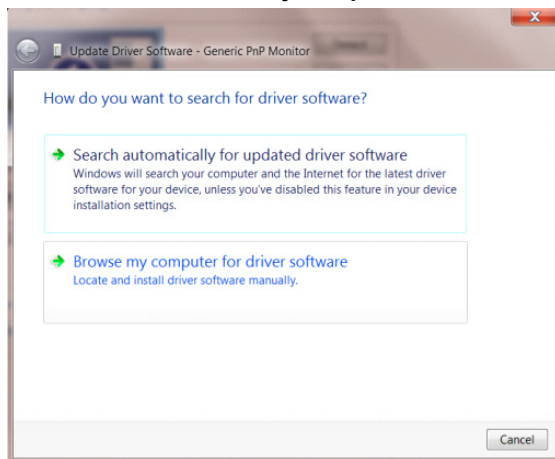 Update Driver Software - Generic PnP Monitor
How do you want to search for driver software?
Search automatically for updated driver software
Windows will search your computer and the Internet for the latest driver
software for your device, unless you've disabled this feature in your device
installation settings.
Browse my computer for driver software
Locate and install driver software manually.
Cancel